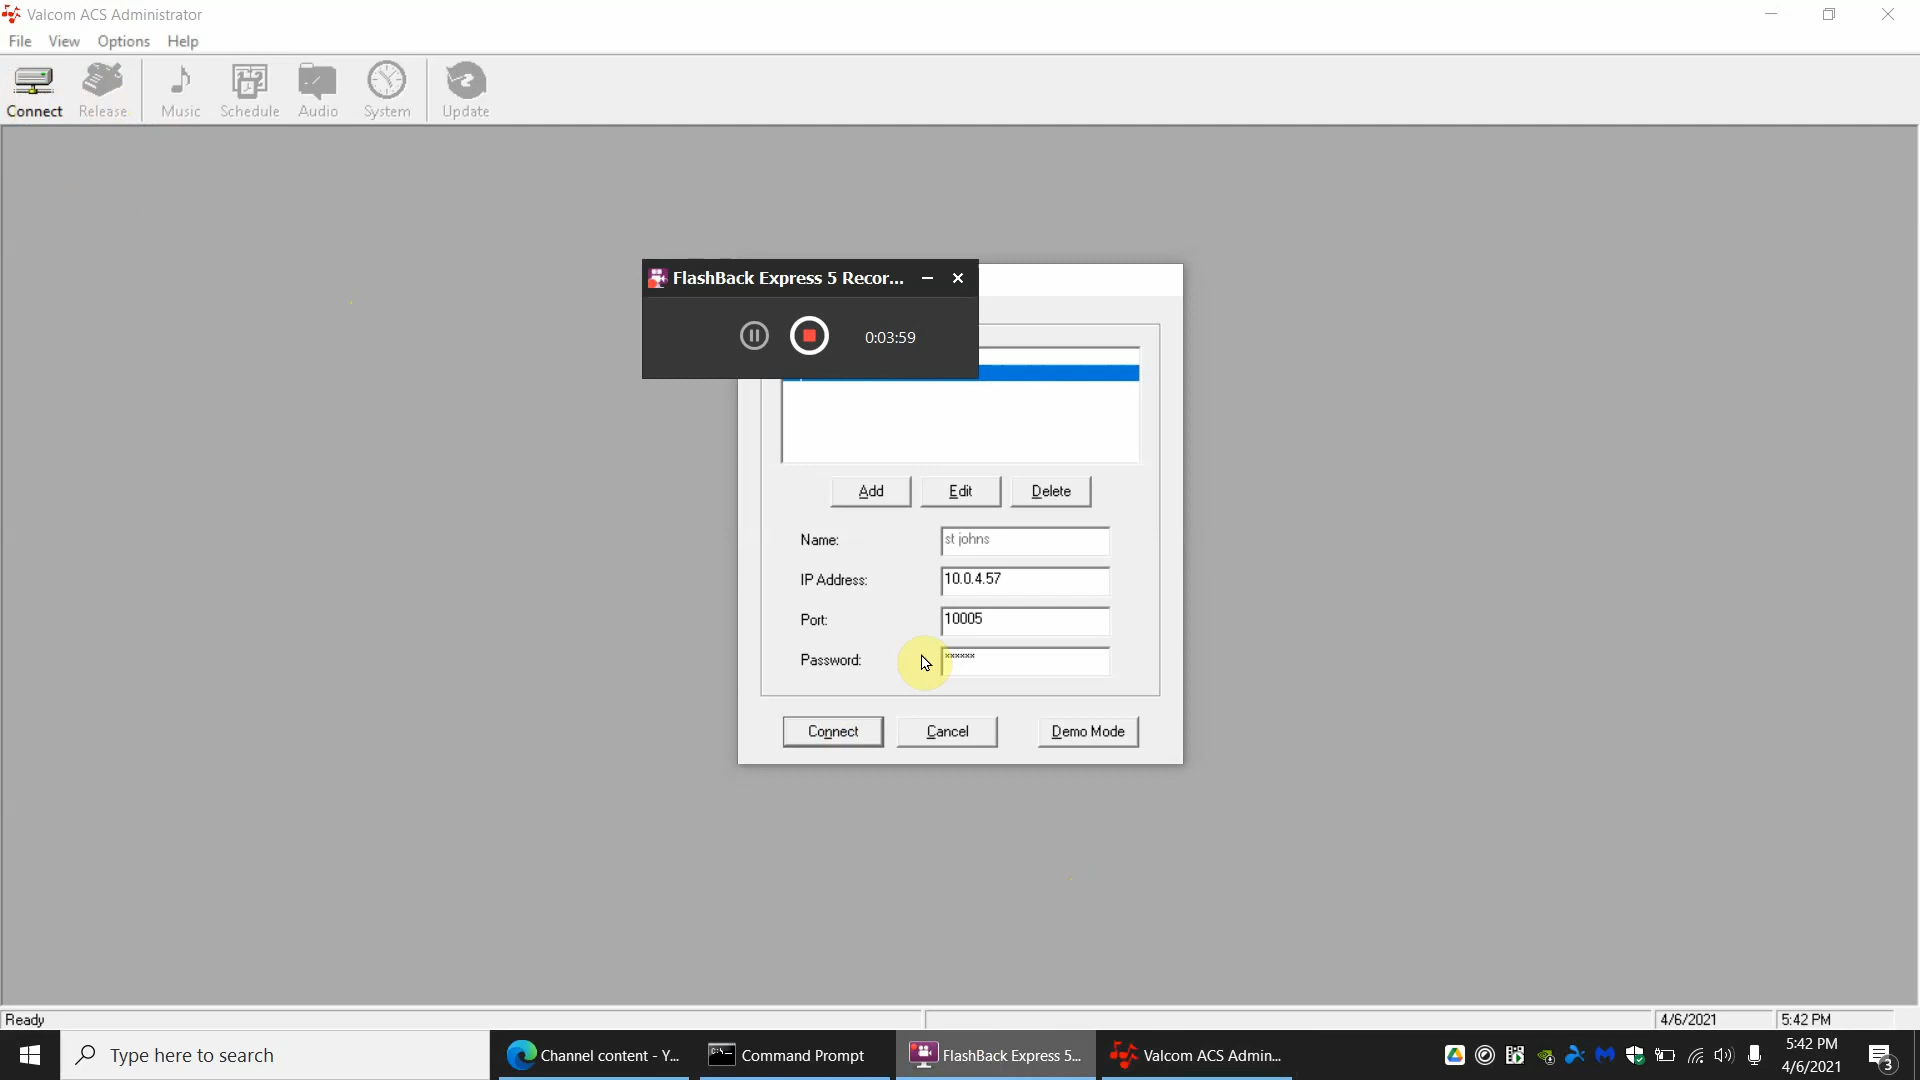 Valcom ACS Administrator
File View Options Help
Connect Release Music Schedule Audio System Update
FlashBack Express 5 Recor...
0:03:59
Add Edit Delete
Name: st johns
IP Address: 10.0.4.57
Port: 10005
Password: ××××××
Connect Cancel Demo Mode
Ready 4/6/2021 5:42 PM
Type here to search
Channel content - Y...
Command Prompt
FlashBack Express 5...
Valcom ACS Admin...
5:42 PM
4/6/2021
3